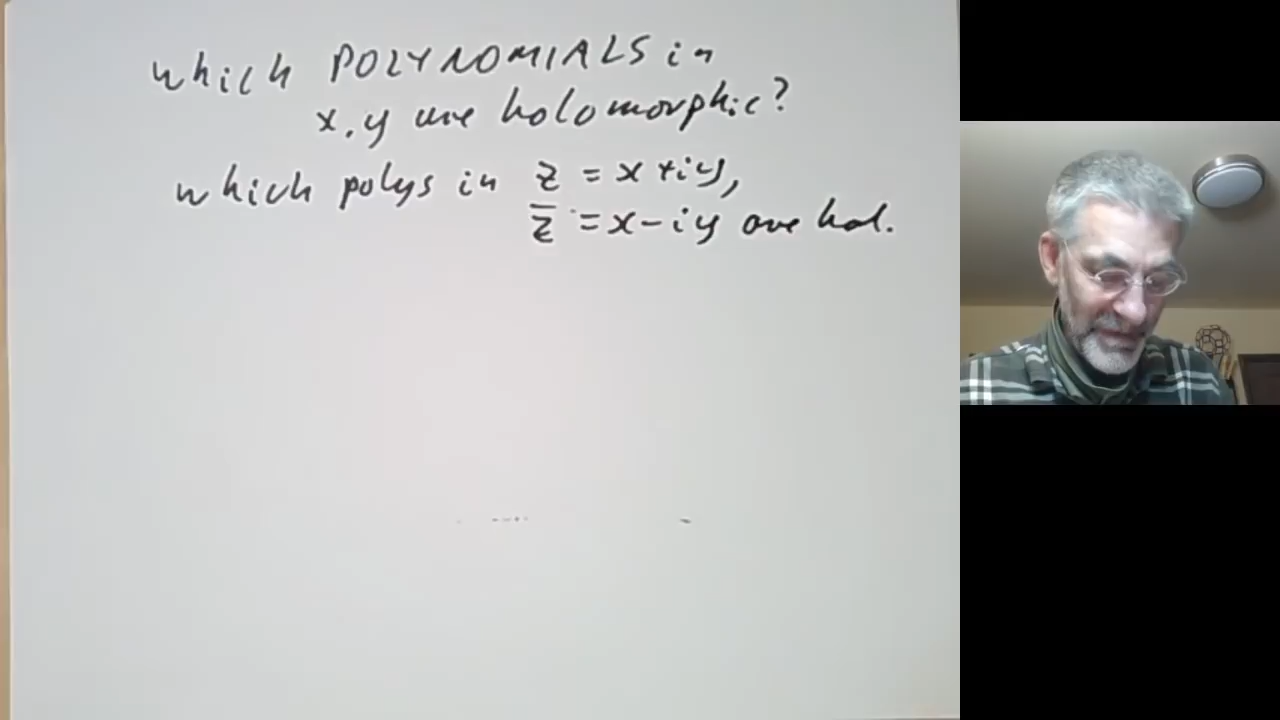 which POLYNOMIALS in
x, y are holomorphic?
which polys in z = x+iy,
z̅ = x-iy are hol.